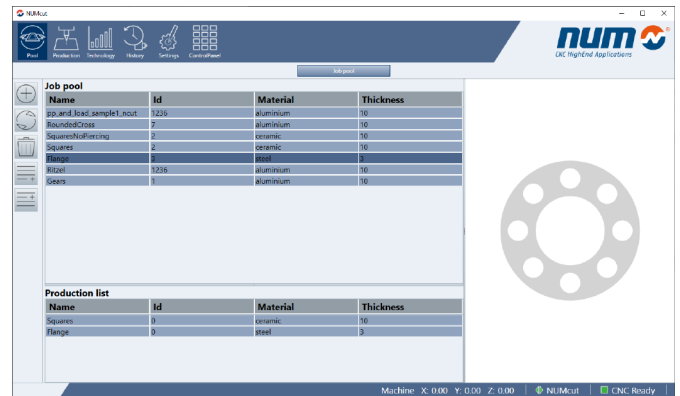 NUMcut
Pool Production Technology History Settings ControlPanel
num
CNC HighEnd Applications
Job pool
Job pool
Name Id Material Thickness
pp_and_load_sample1_ncut 1236 aluminium 10
RoundedCross 7 aluminium 10
SquaresNoPiercing 2 ceramic 10
Squares 2 ceramic 10
Flange 3 steel 3
Ritzel 1236 aluminium 10
Gears 1 aluminium 10
Production list
Name Id Material Thickness
Squares 0 ceramic 10
Flange 0 steel 3
Machine X: 0.00 Y: 0.00 Z: 0.00 NUMcut CNC Ready